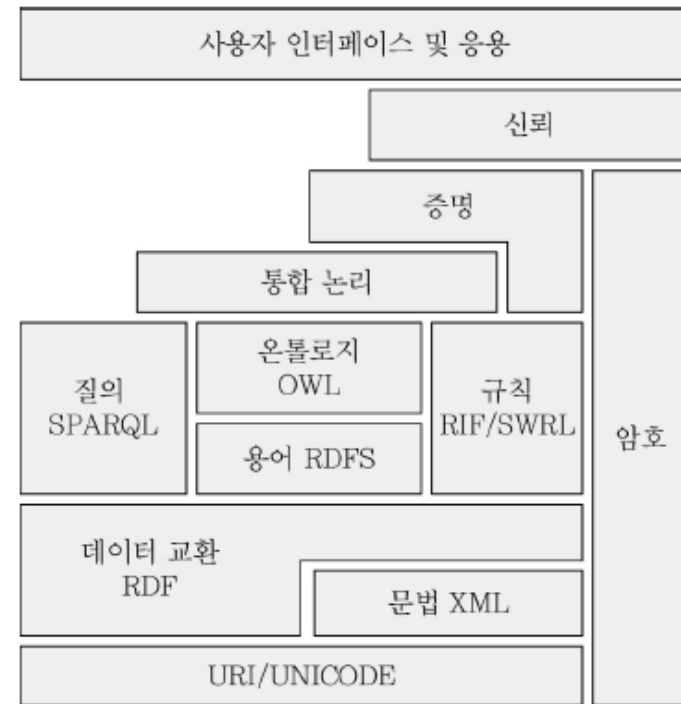 사용자 인터페이스 및 응용
신뢰
증명
통합 논리
질의
SPARQL
온톨로지
OWL
용어 RDFS
규칙
RIF/SWRL
암호
데이터 교환
RDF
문법 XML
URI/UNICODE